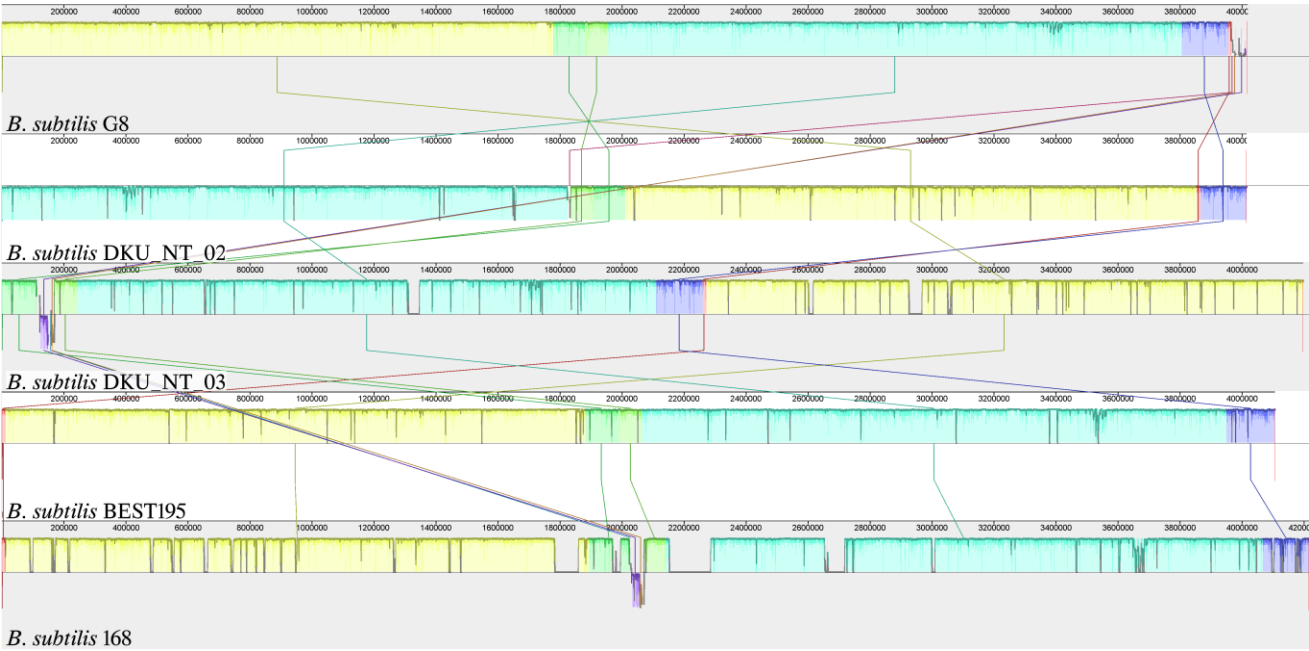 200000 400000 600000 800000 1000000 1200000 1400000 1600000 1800000 2000000 2200000 2400000 2600000 2800000 3000000 3200000 3400000 3600000 3800000 40000
B. subtilis G8
200000 400000 600000 800000 1000000 1200000 1400000 1600000 1800000 2000000 2200000 2400000 2600000 2800000 3000000 3200000 3400000 3600000 3800000 40000
B. subtilis DKU_NT_02
200000 400000 600000 800000 1000000 1200000 1400000 1600000 1800000 2000000 2200000 2400000 2600000 2800000 3000000 3200000 3400000 3600000 3800000 4000000
B. subtilis DKU_NT_03
200000 400000 600000 800000 1000000 1200000 1400000 1600000 1800000 2000000 2200000 2400000 2600000 2800000 3000000 3200000 3400000 3600000 3800000 4000000
B. subtilis BEST195
200000 400000 600000 800000 1000000 1200000 1400000 1600000 1800000 2000000 2200000 2400000 2600000 2800000 3000000 3200000 3400000 3600000 3800000 4000000 42000
B. subtilis 168